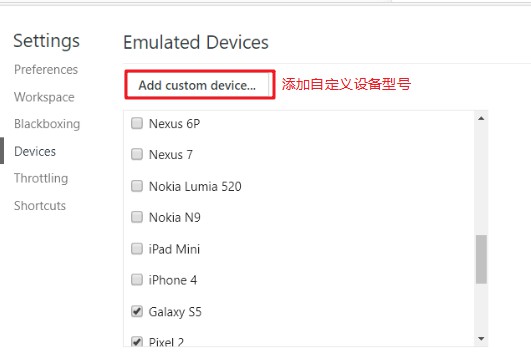 Settings
Preferences
Workspace
Blackboxing
Devices
Throttling
Shortcuts
Emulated Devices
Add custom device... 添加自定义设备型号
Nexus 6P
Nexus 7
Nokia Lumia 520
Nokia N9
iPad Mini
iPhone 4
Galaxy S5
Pixel 2